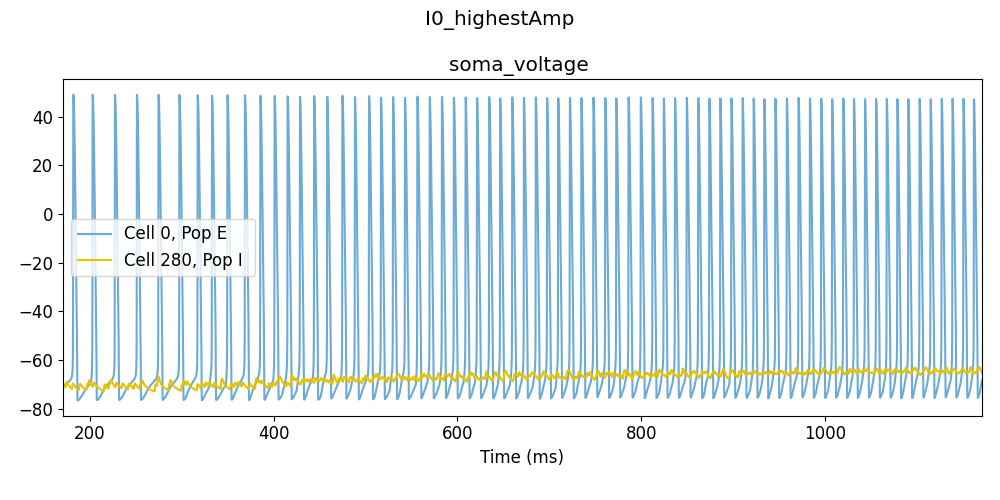 I0_highestAmp
soma_voltage
40
20
0
−20
−40
−60
−80
Cell 0, Pop E
Cell 280, Pop I
200 400 600 800 1000
Time (ms)